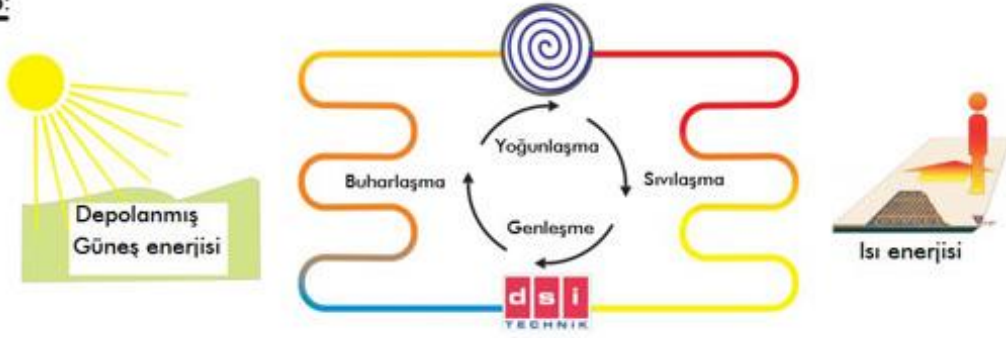 Yoğunlaşma
Buharlaşma
Sıvılaşma
Genleşme
Depolanmış
Güneş enerjisi
Isı enerjisi
dsi
TECHNIK